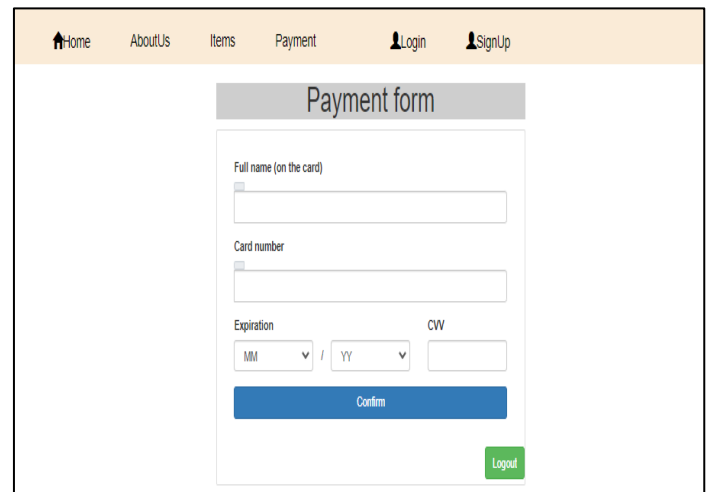 Home AboutUs Items Payment Login SignUp
Payment form
Full name (on the card)
Card number
Expiration CVV
MM / YY
Confirm
Logout